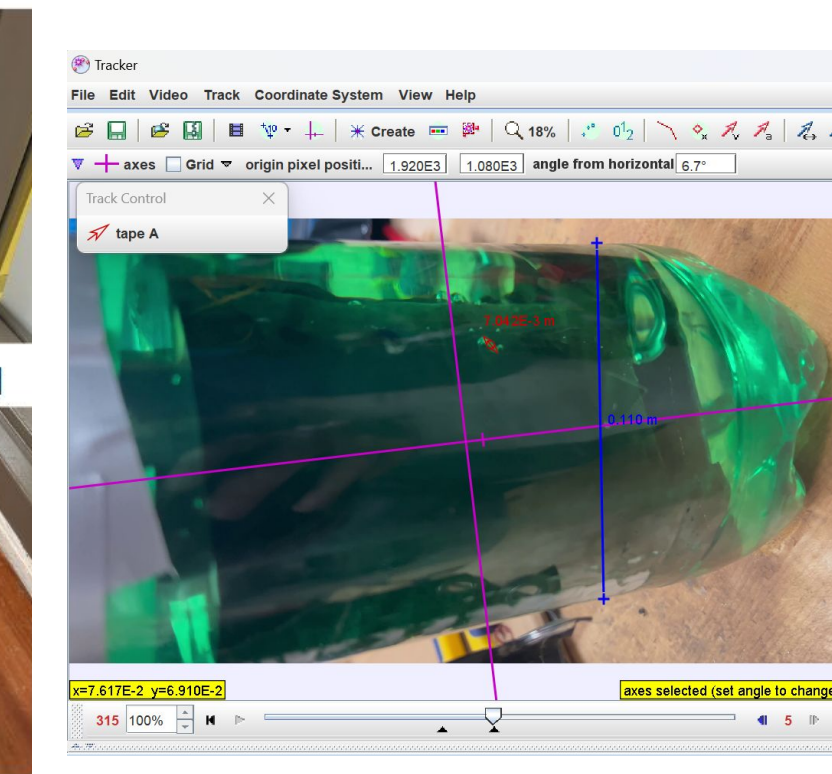 Tracker
File Edit Video Track Coordinate System View Help
Create 18%
axes Grid origin pixel positi... 1.920E3 1.080E3 angle from horizontal 6.7°
Track Control
tape A
0.110 m
x=7.617E-2 y=6.910E-2
axes selected (set angle to change
315 100% 5